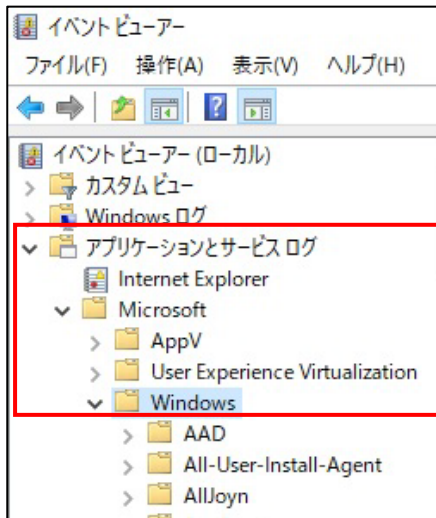 イベント ビューアー
ファイル(F) 操作(A) 表示(V) ヘルプ(H)
イベント ビューアー (ローカル)
カスタム ビュー
Windows ログ
アプリケーションとサービス ログ
Internet Explorer
Microsoft
AppV
User Experience Virtualization
Windows
AAD
All-User-Install-Agent
AllJoyn